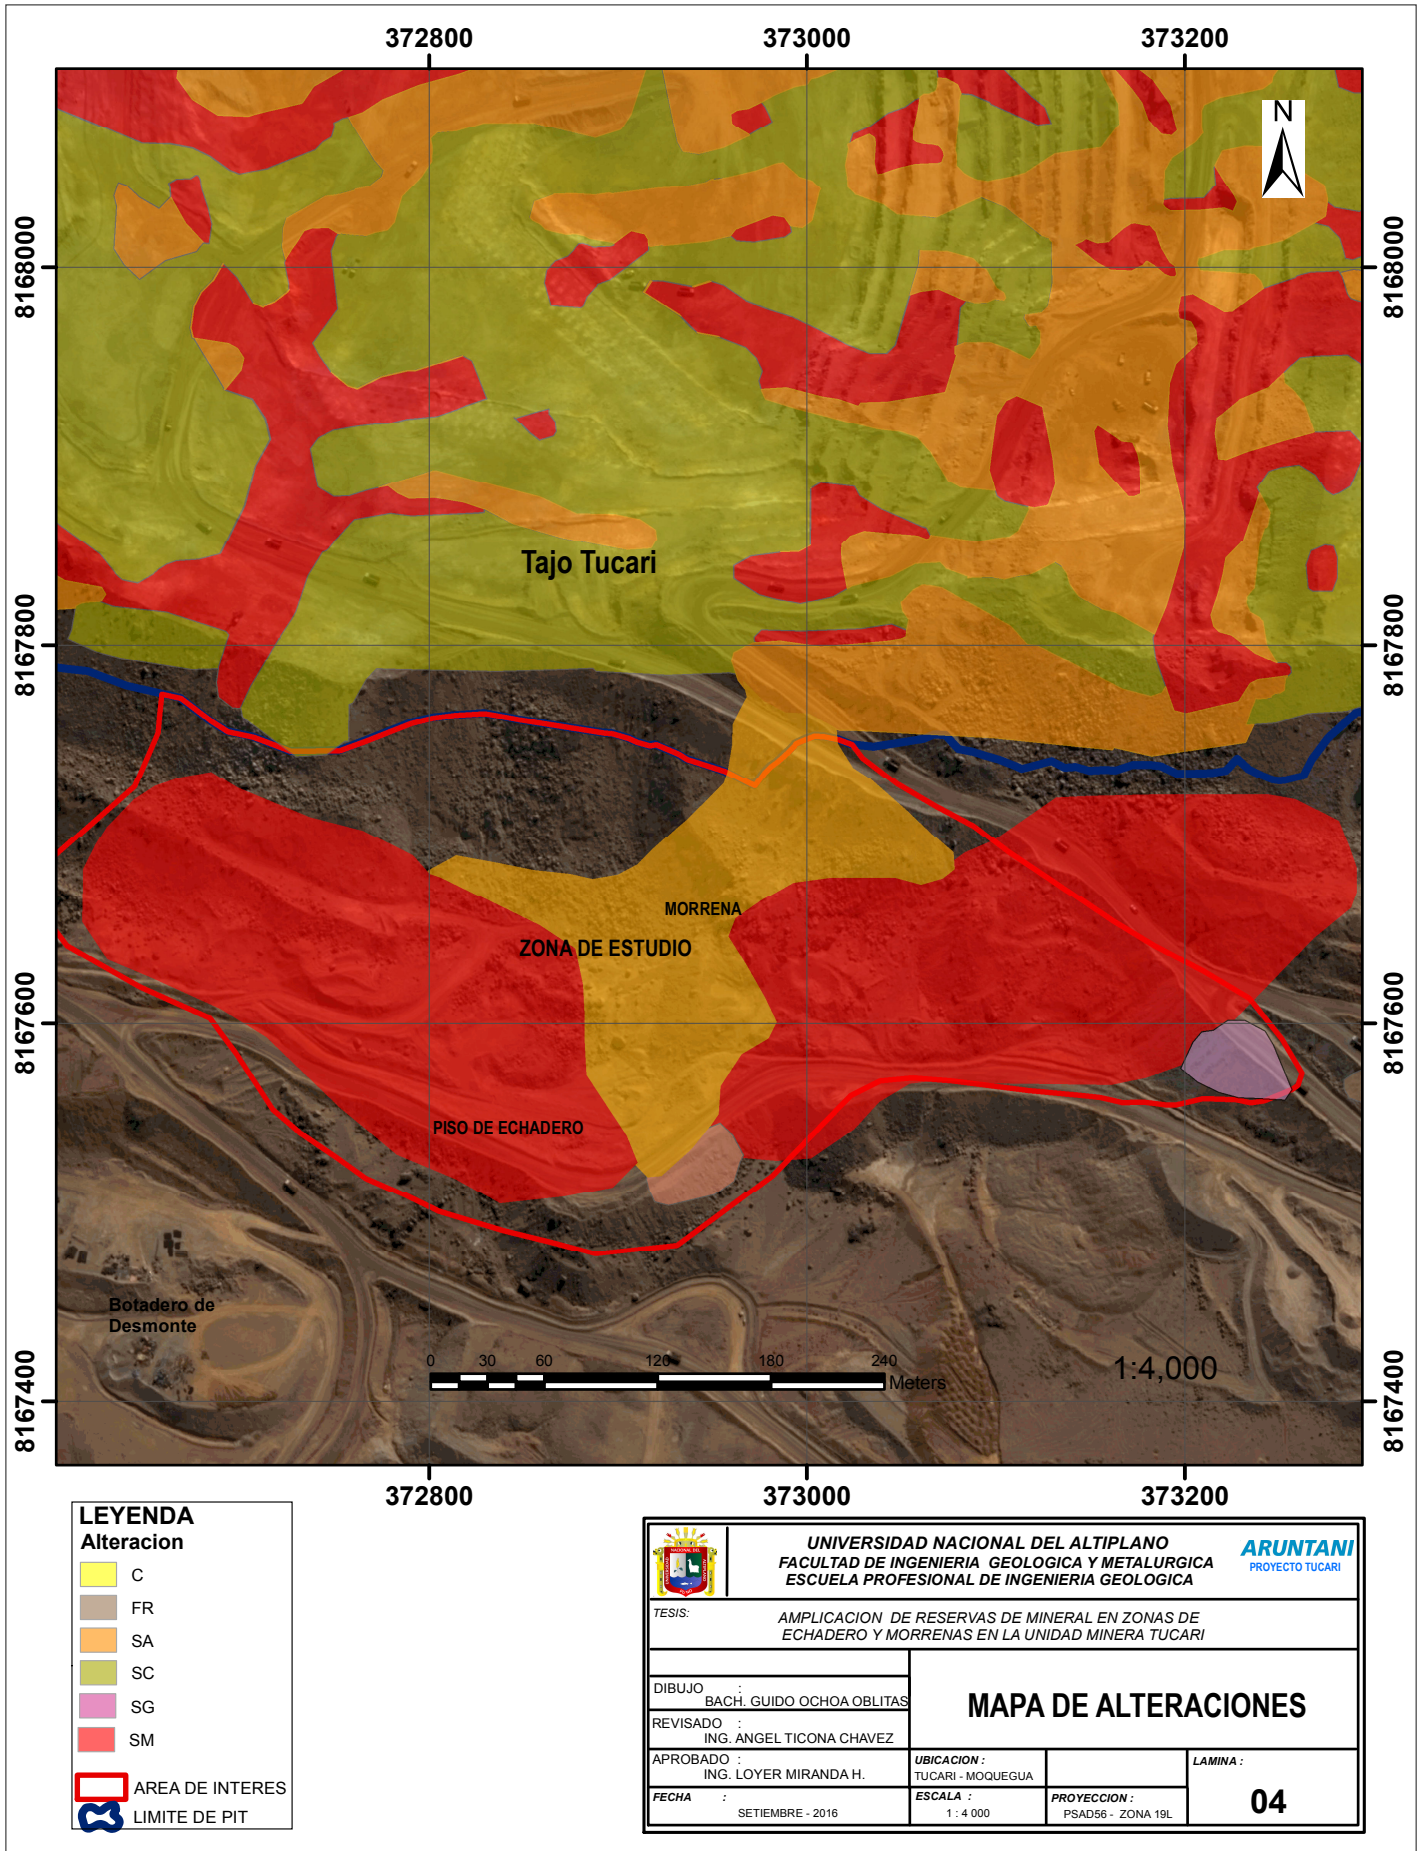 372800
373000
373200
N
8168000
8168000
Tajo Tucari
8167800
8167800
MORRENA
ZONA DE ESTUDIO
8167600
8167600
PISO DE ECHADERO
Botadero de
Desmonte
0 30 60 120 180 240
Meters
1:4,000
8167400
8167400
372800
373000
373200
LEYENDA
Alteracion
C
FR
SA
SC
SG
SM
AREA DE INTERES
LIMITE DE PIT
UNIVERSIDAD NACIONAL DEL ALTIPLANO
FACULTAD DE INGENIERIA GEOLOGICA Y METALURGICA
ESCUELA PROFESIONAL DE INGENIERIA GEOLOGICA
ARUNTANI
PROYECTO TUCARI
TESIS:
AMPLICACION DE RESERVAS DE MINERAL EN ZONAS DE
ECHADERO Y MORRENAS EN LA UNIDAD MINERA TUCARI
DIBUJO :
BACH. GUIDO OCHOA OBLITAS
REVISADO :
ING. ANGEL TICONA CHAVEZ
APROBADO :
ING. LOYER MIRANDA H.
FECHA :
SETIEMBRE - 2016
MAPA DE ALTERACIONES
UBICACION :
TUCARI - MOQUEGUA
ESCALA :
1 : 4 000
PROYECCION :
PSAD56 - ZONA 19L
LAMINA :
04